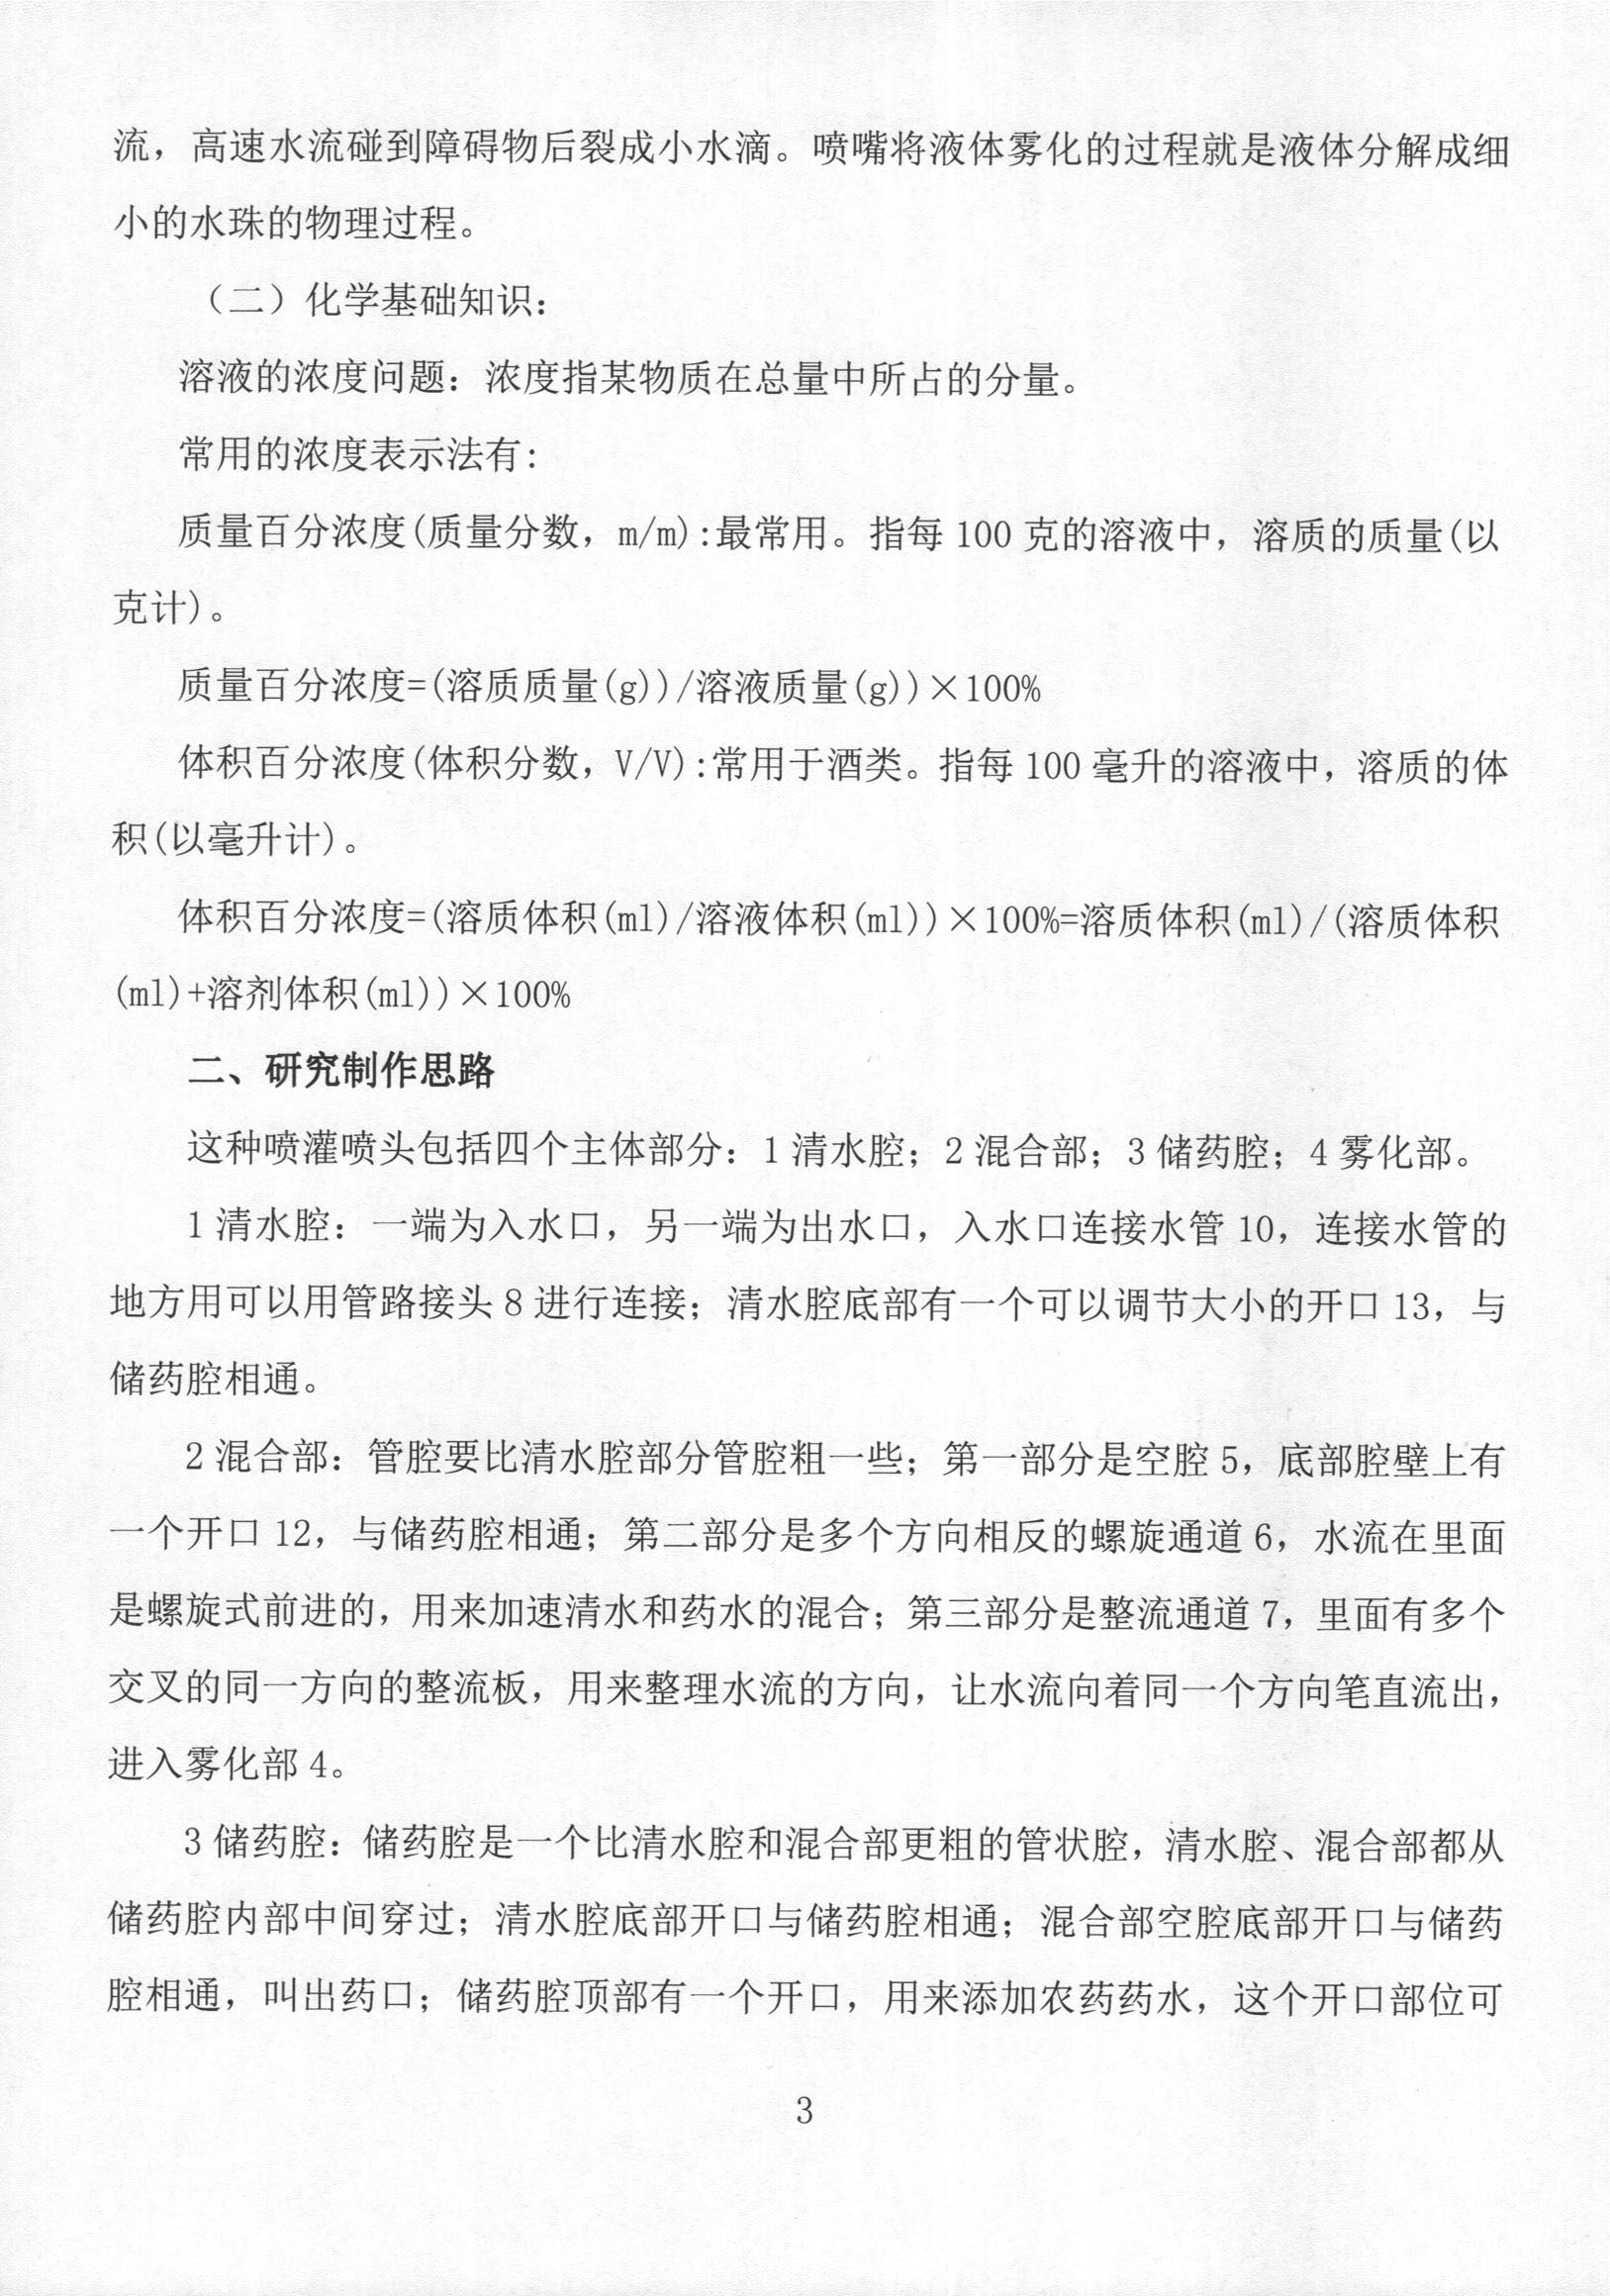 流，高速水流碰到障碍物后裂成小水滴。喷嘴将液体雾化的过程就是液体分解成细
小的水珠的物理过程。
（二）化学基础知识：
溶液的浓度问题：浓度指某物质在总量中所占的分量。
常用的浓度表示法有：
质量百分浓度(质量分数，m/m):最常用。指每 100 克的溶液中，溶质的质量(以
克计)。
质量百分浓度=(溶质质量(g))/溶液质量(g))×100%
体积百分浓度(体积分数，V/V):常用于酒类。指每 100 毫升的溶液中，溶质的体
积(以毫升计)。
体积百分浓度=(溶质体积(ml)/溶液体积(ml))×100%=溶质体积(ml)/(溶质体积
(ml)+溶剂体积(ml))×100%
二、研究制作思路
这种喷灌喷头包括四个主体部分：1 清水腔；2 混合部；3 储药腔；4 雾化部。
1 清水腔：一端为入水口，另一端为出水口，入水口连接水管 10，连接水管的
地方用可以用管路接头 8 进行连接；清水腔底部有一个可以调节大小的开口 13，与
储药腔相通。
2 混合部：管腔要比清水腔部分管腔粗一些；第一部分是空腔 5，底部腔壁上有
一个开口 12，与储药腔相通；第二部分是多个方向相反的螺旋通道 6，水流在里面
是螺旋式前进的，用来加速清水和药水的混合；第三部分是整流通道 7，里面有多个
交叉的同一方向的整流板，用来整理水流的方向，让水流向着同一个方向笔直流出，
进入雾化部 4。
3 储药腔：储药腔是一个比清水腔和混合部更粗的管状腔，清水腔、混合部都从
储药腔内部中间穿过；清水腔底部开口与储药腔相通；混合部空腔底部开口与储药
腔相通，叫出药口；储药腔顶部有一个开口，用来添加农药药水，这个开口部位可
3